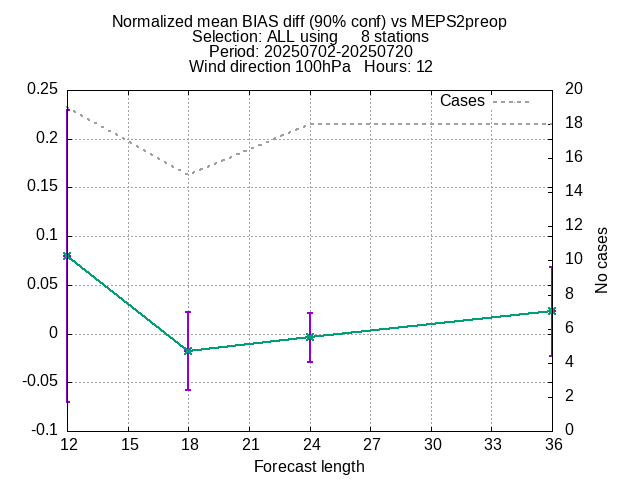 Normalized mean BIAS diff (90% conf) vs MEPS2preop
Selection: ALL using 8 stations
Period: 20250702-20250720
Wind direction 100hPa Hours: 12
Cases
0.25
0.2
0.15
0.1
0.05
0
-0.05
-0.1
20
18
16
14
12
10
8
6
4
2
0
No cases
12 15 18 21 24 27 30 33 36
Forecast length